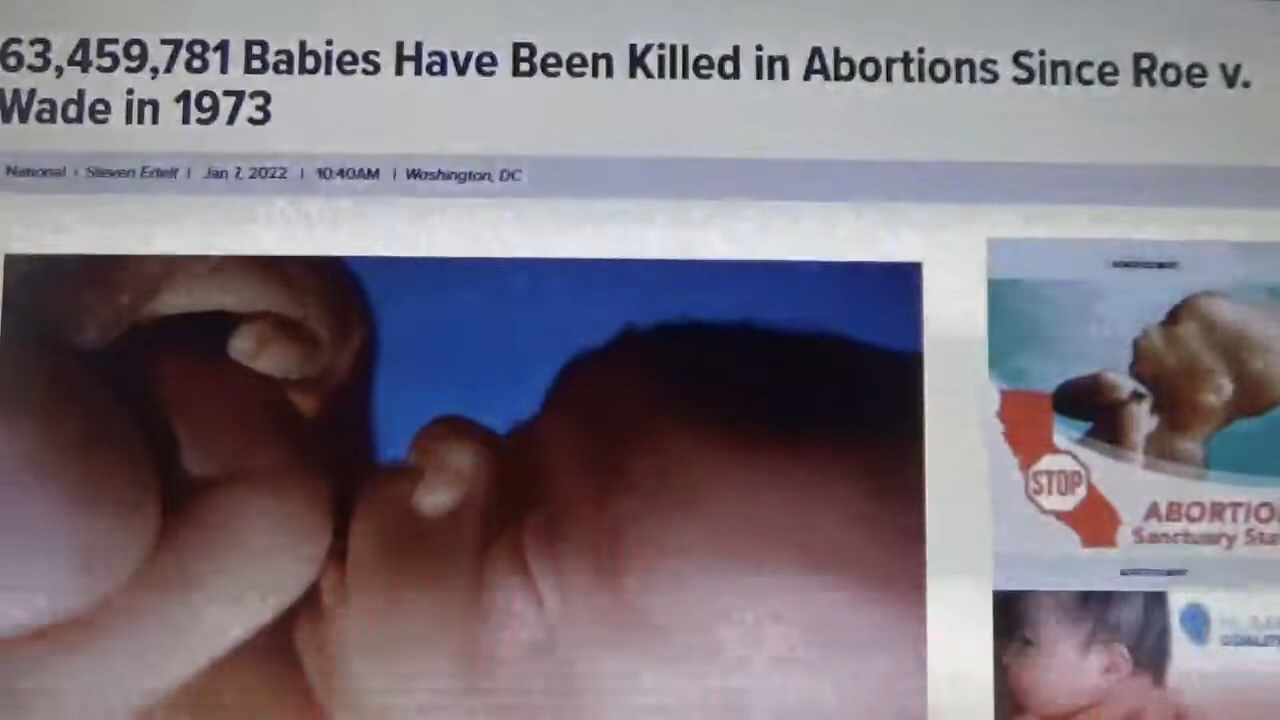 63,459,781 Babies Have Been Killed in Abortions Since Roe v.
Wade in 1973
National | Steven Ertelt | Jan 7, 2022 | 10:40AM | Washington, DC
STOP
ABORTIO
Sanctuary Sta